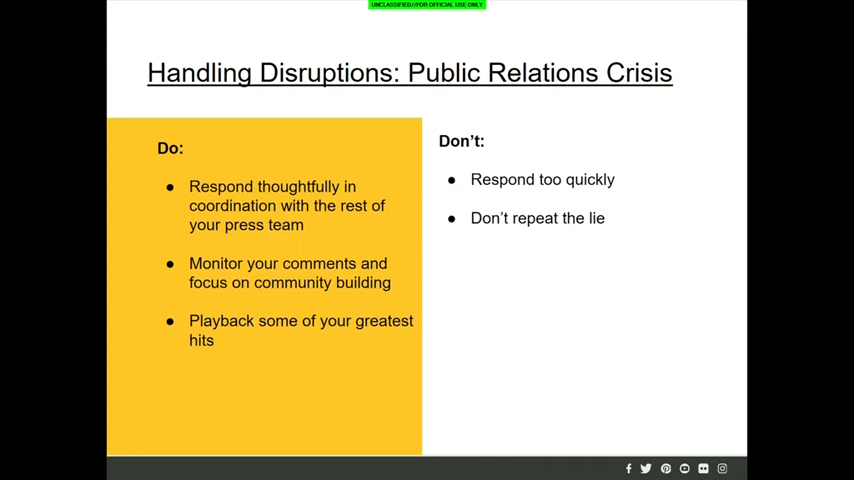 UNCLASSIFIED//FOR OFFICIAL USE ONLY
Handling Disruptions: Public Relations Crisis
Do:
● Respond thoughtfully in
coordination with the rest of
your press team
● Monitor your comments and
focus on community building
● Playback some of your greatest
hits
Don’t:
● Respond too quickly
● Don’t repeat the lie